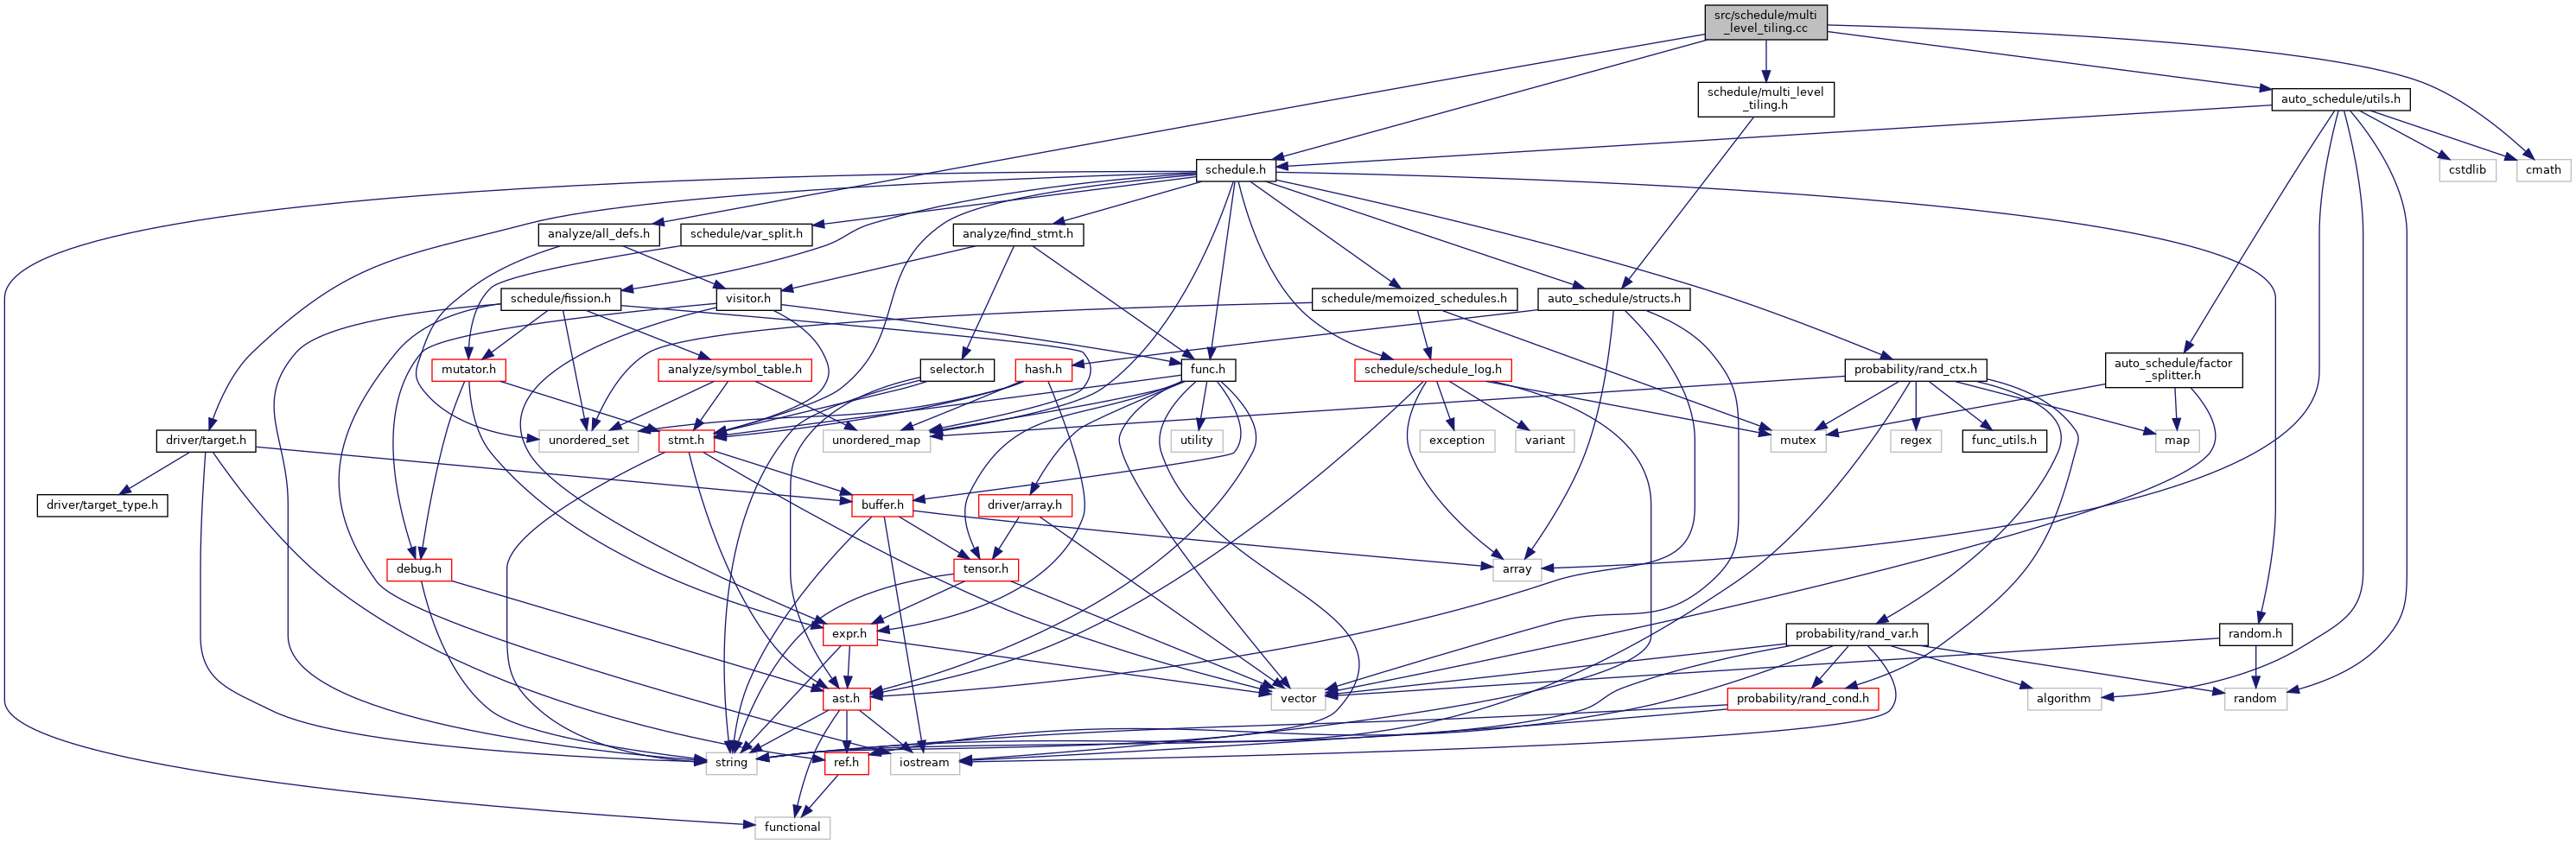 src/schedule/multi
_level_tiling.cc
schedule/multi_level
_tiling.h
auto_schedule/utils.h
schedule.h
cstdlib
cmath
analyze/all_defs.h
schedule/var_split.h
analyze/find_stmt.h
schedule/fission.h
visitor.h
schedule/memoized_schedules.h
auto_schedule/structs.h
mutator.h
analyze/symbol_table.h
selector.h
hash.h
func.h
schedule/schedule_log.h
probability/rand_ctx.h
auto_schedule/factor
_splitter.h
driver/target.h
unordered_set
stmt.h
unordered_map
utility
exception
variant
mutex
regex
func_utils.h
map
driver/target_type.h
buffer.h
driver/array.h
debug.h
tensor.h
array
expr.h
probability/rand_var.h
random.h
ast.h
vector
probability/rand_cond.h
algorithm
random
string
ref.h
iostream
functional